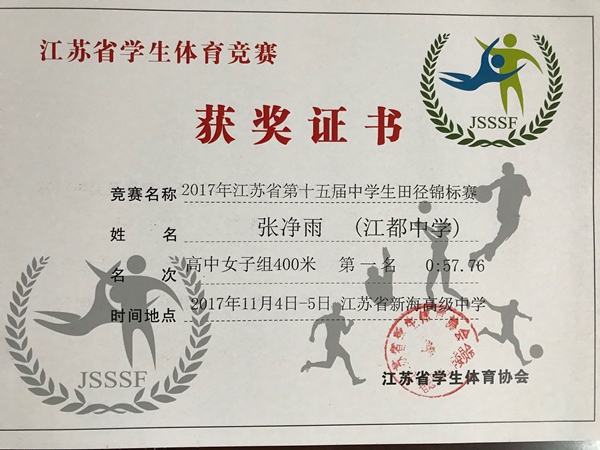 江苏省学生体育竞赛
JSSSF
获奖证书
竞赛名称 2017年江苏省第十五届中学生田径锦标赛
姓 名 张净雨 (江都中学)
名 次 高中女子组400米 第一名 0:57.76
时间地点 2017年11月4日-5日 江苏省新海高级中学
JSSSF
江苏省学生体育协会